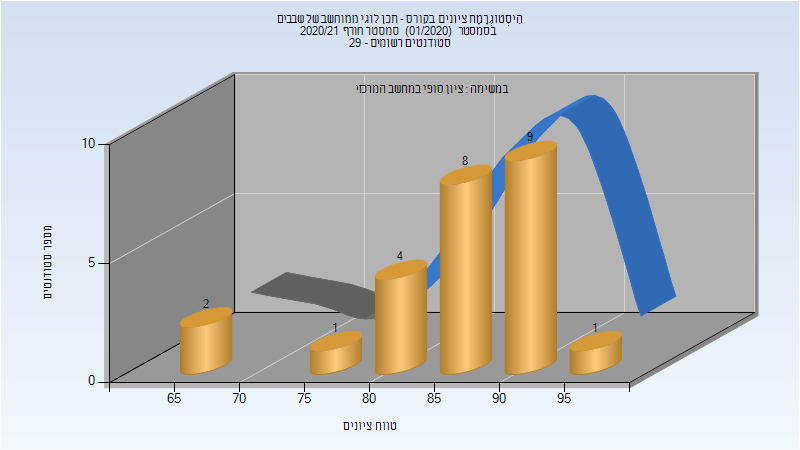 היסטוגרמת ציונים בקורס - תכן לוגי ממוחשב של שבבים
בסמסטר (01/2020) סמסטר חורף 2020/21
סטודנטים רשומים - 29
במשימה : ציון סופי במחשב המרכזי
10
5
0
מספר סטודנטים
2
1
4
8
9
1
65 70 75 80 85 90 95
טווח ציונים